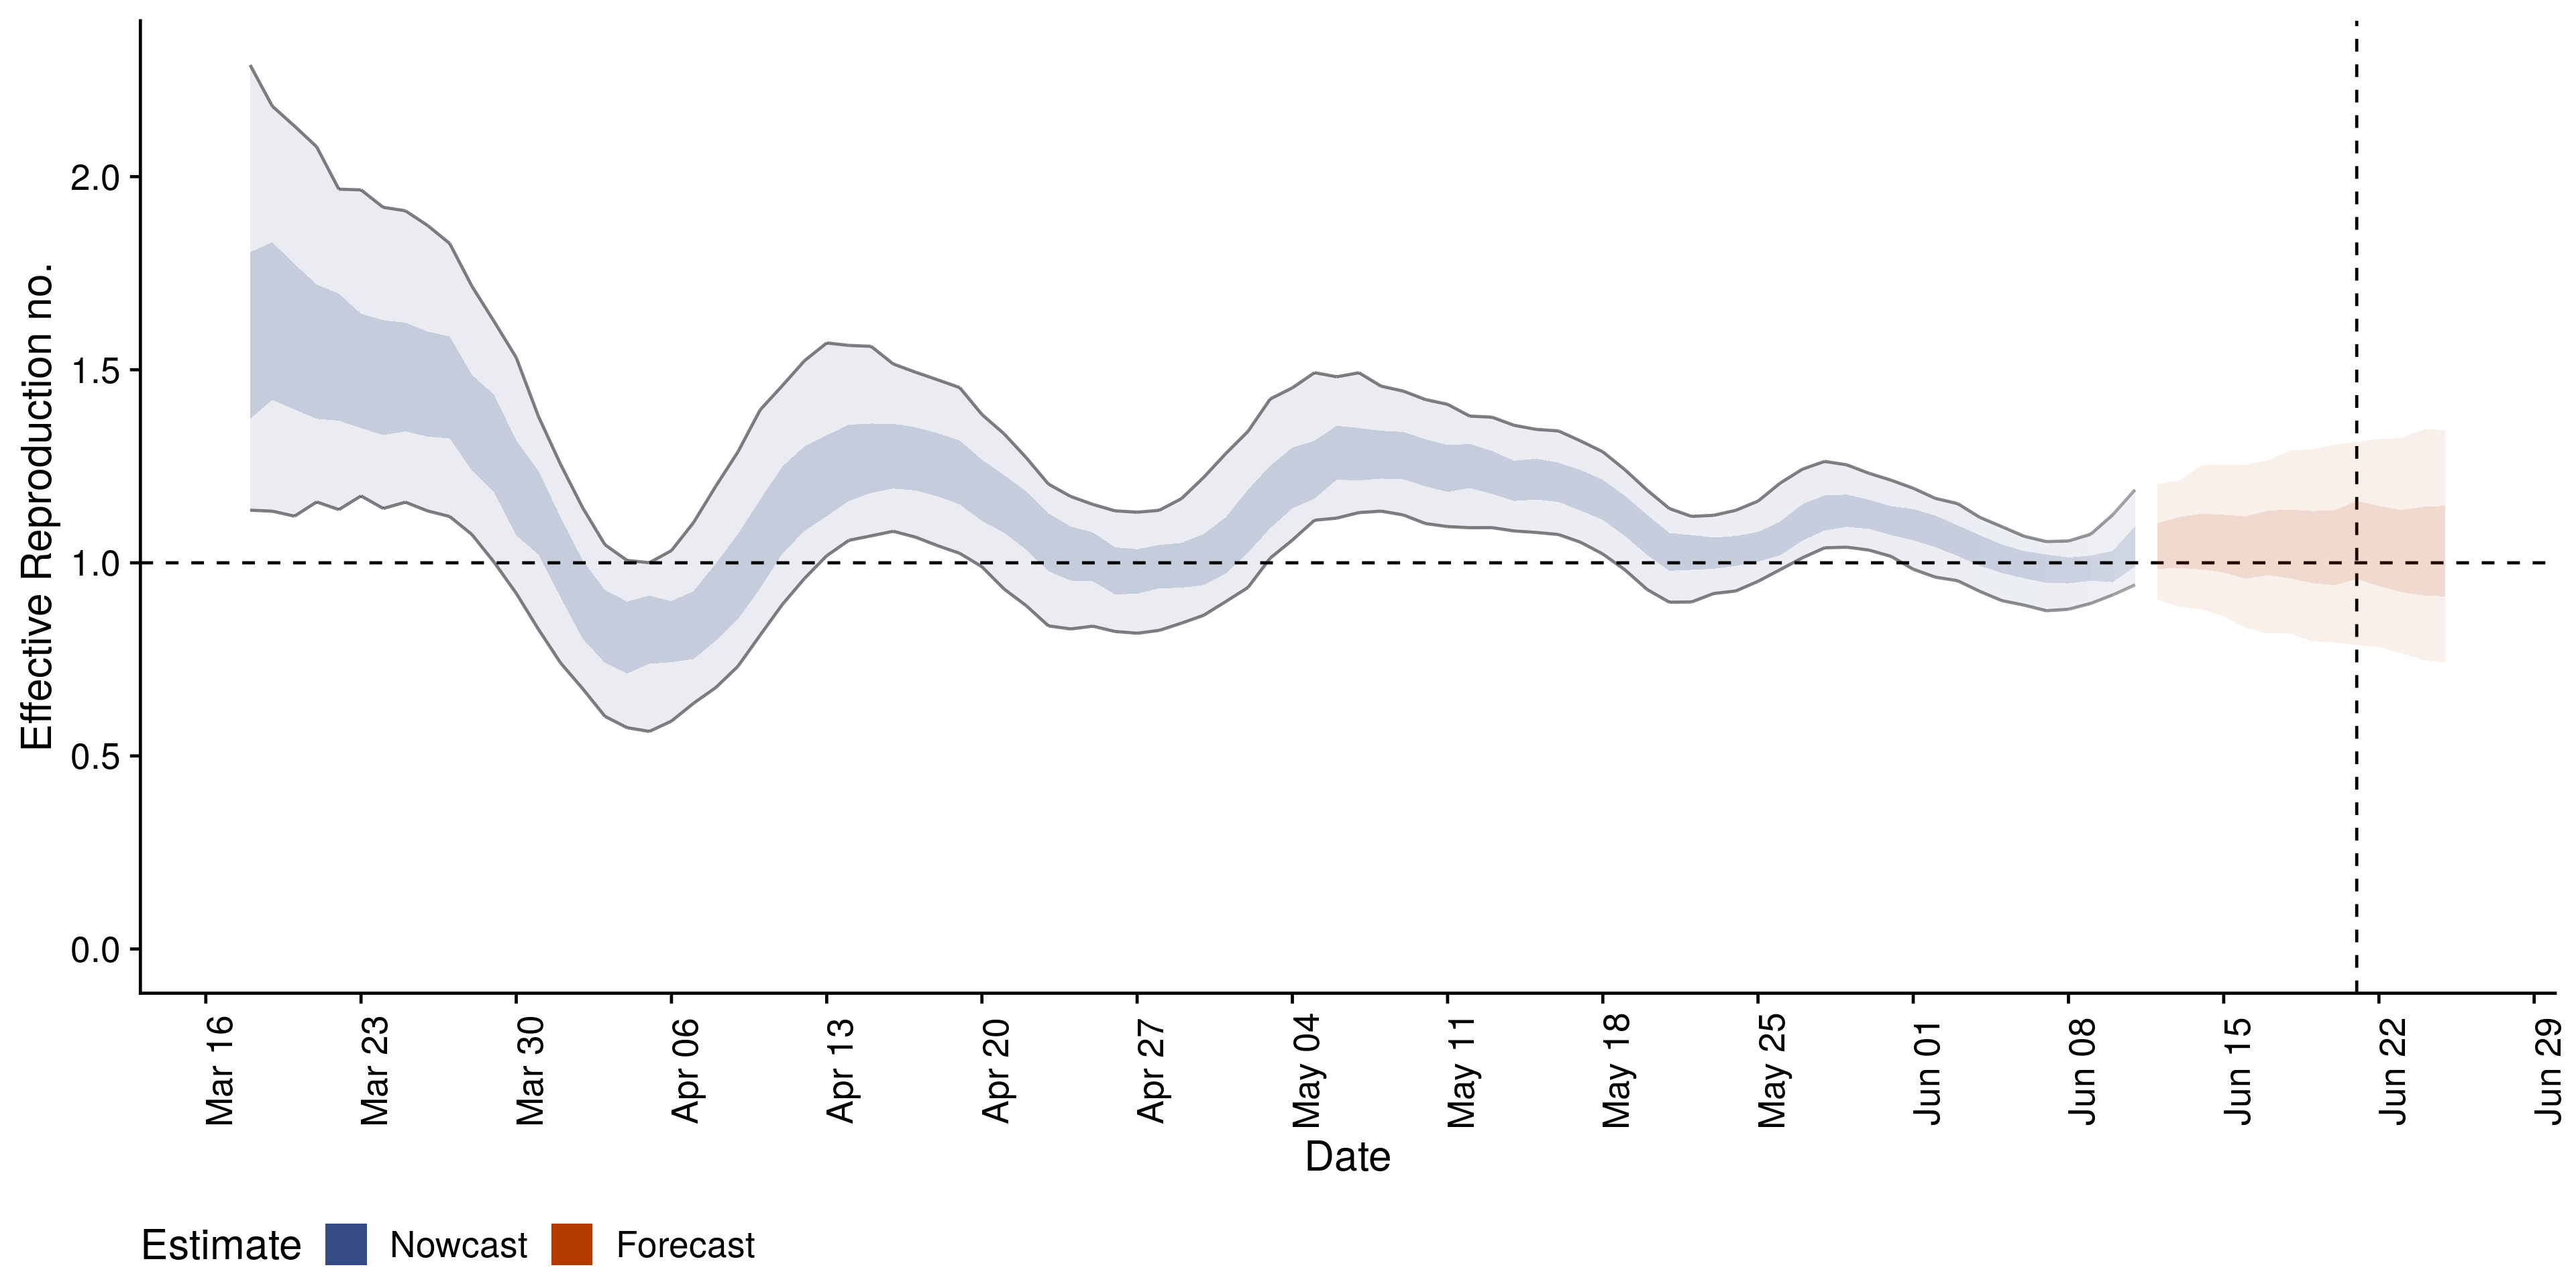 Effective Reproduction no.
2.0
1.5
1.0
0.5
0.0
Mar 16
Mar 23
Mar 30
Apr 06
Apr 13
Apr 20
Apr 27
May 04
May 11
May 18
May 25
Jun 01
Jun 08
Jun 15
Jun 22
Jun 29
Date
Estimate Nowcast Forecast